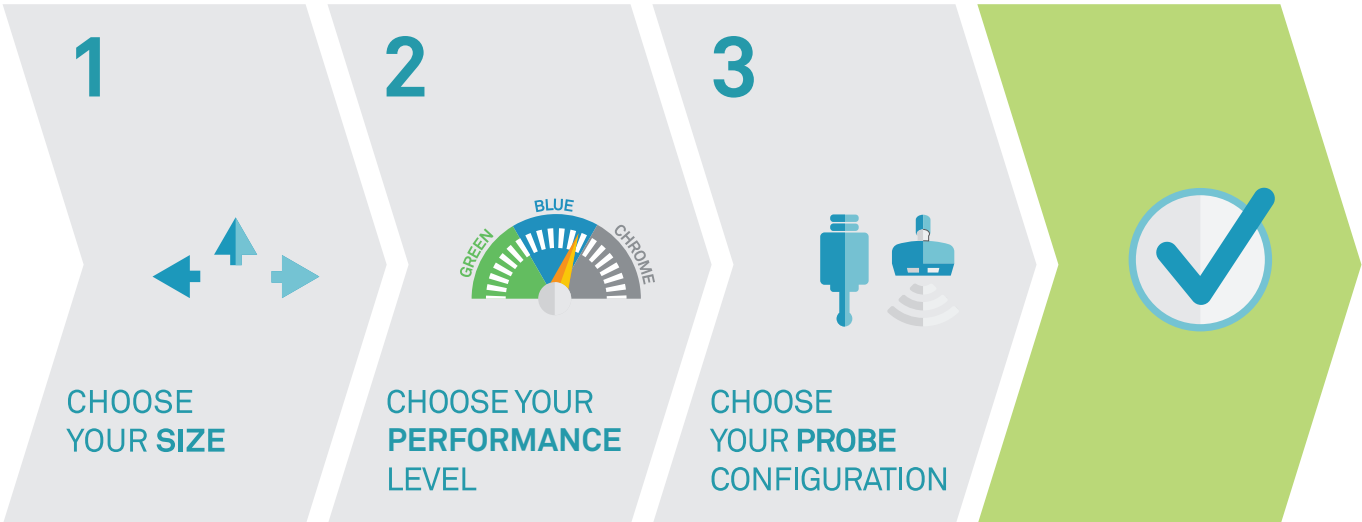 1
CHOOSE
YOUR SIZE
2
GREEN
BLUE
CHROME
CHOOSE YOUR
PERFORMANCE
LEVEL
3
CHOOSE
YOUR PROBE
CONFIGURATION